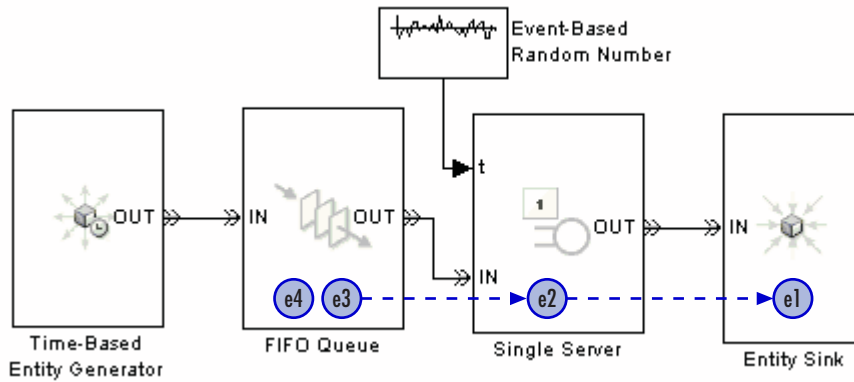 Event-Based
Random Number
t
OUT
IN
OUT
1
OUT
IN
IN
e4
e3
e2
e1
Time-Based
Entity Generator
FIFO Queue
Single Server
Entity Sink